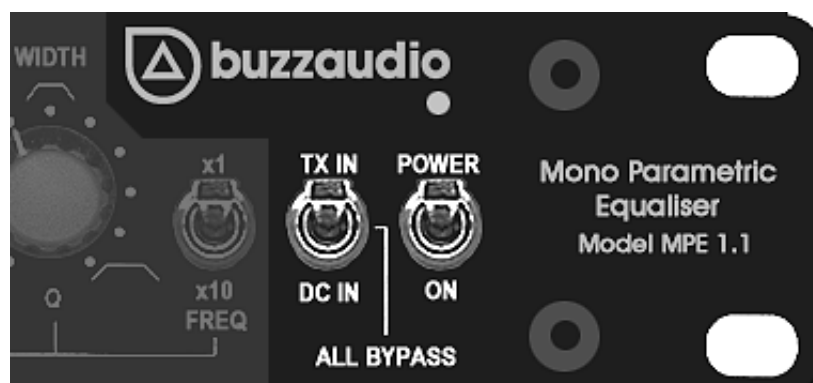 WIDTH
buzzaudio
x1
TX IN
POWER
Mono Parametric
Equaliser
Model MPE 1.1
Q
x10
FREQ
DC IN
ON
ALL BYPASS